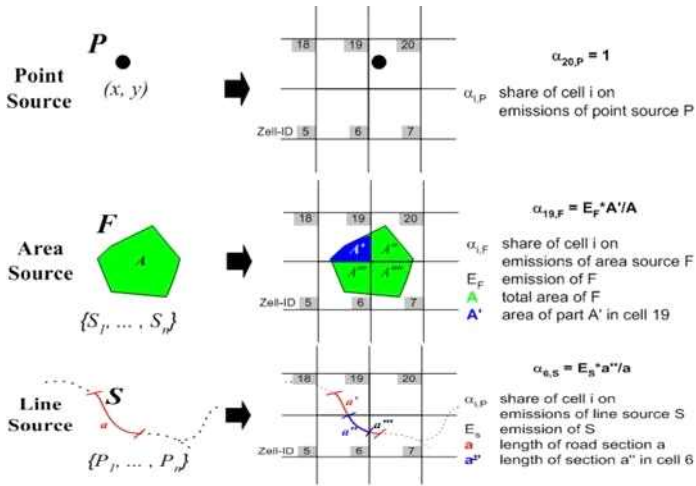 P
Point
Source
(x, y)
18
19
20
Zell-ID
5
6
7
α20,P = 1
αi,P share of cell i on
emissions of point source P
F
Area
Source
A
{S1, ... , Sn}
18
19
20
A'
A''
A'''
A''''
Zell-ID
5
6
7
α19,F = EF*A'/A
αi,F share of cell i on
emissions of area source F
EF emission of F
A total area of F
A' area of part A' in cell 19
S
Line
Source
a
{P1, ... , Pn}
18
19
20
a'
a''
a'''
Zell-ID
5
6
7
α6,S = ES*a''/a
αi,P share of cell i on
emissions of line source S
Es emission of S
a length of road section a
a'' length of section a'' in cell 6